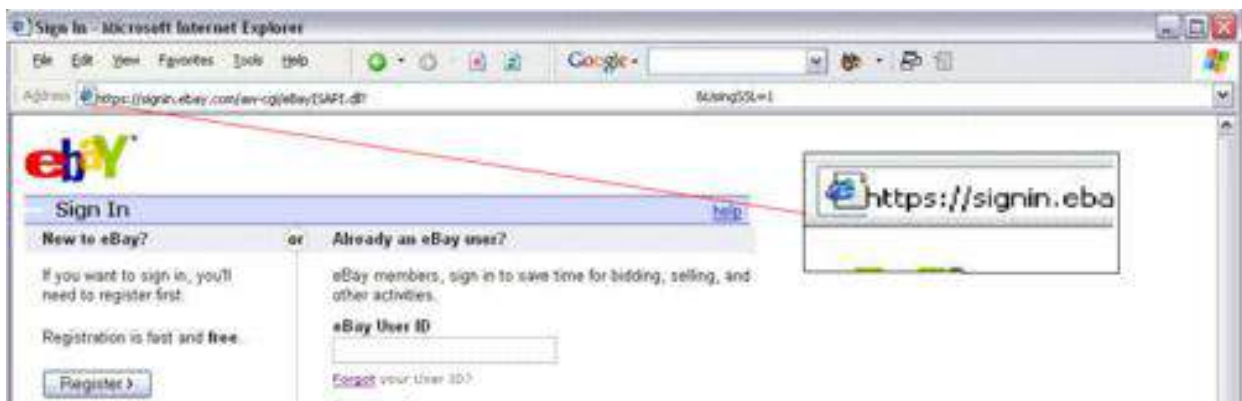 Sign In - Microsoft Internet Explorer
File Edit View Favorites Tools Help Google
Address https://signin.ebay.com/aw-cgi/eBayISAPI.dll? &UsingSSL=1
ebY
https://signin.eba
Sign In help
New to eBay? or Already an eBay user?
If you want to sign in, you'll eBay members, sign in to save time for bidding, selling, and
need to register first. other activities.
eBay User ID
Registration is fast and free.
Forgot your User ID?
Register >